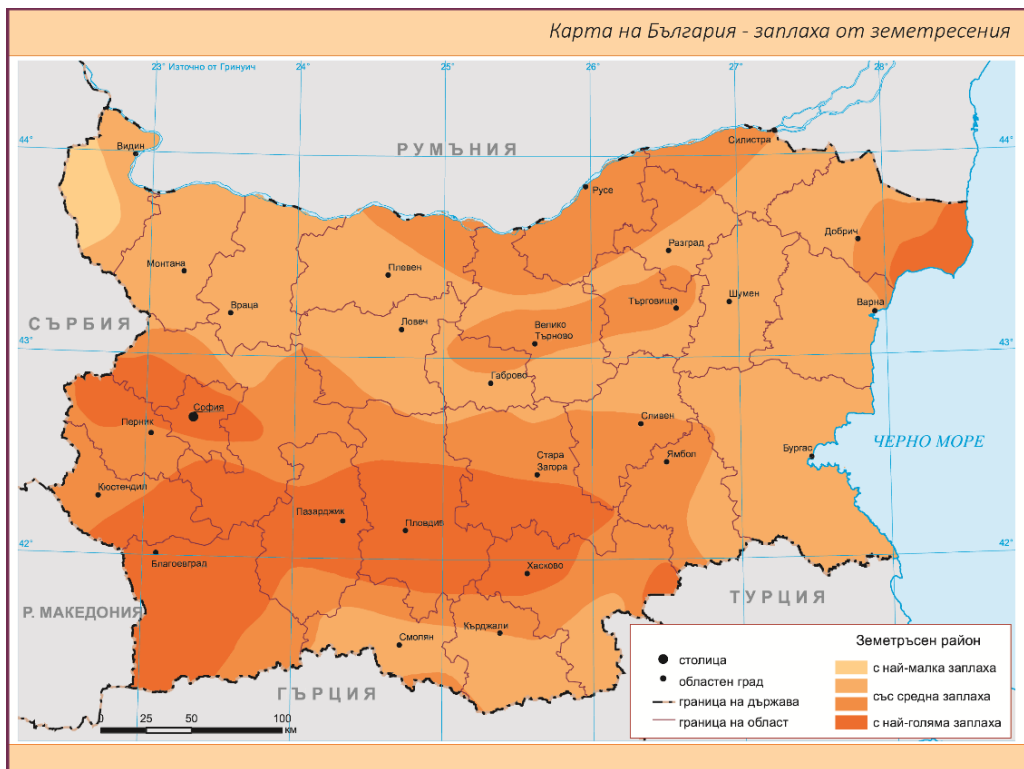 Карта на България - заплаха от земетресения
23° Източно от Гринуич
24°
25°
26°
27°
28°
44°
44°
Видин
РУМЪНИЯ
Силистра
Русе
Монтана
Плевен
Разград
Добрич
Враца
Ловеч
Търговище
Шумен
Варна
СЪРБИЯ
Велико
Търново
43°
43°
Габрово
София
Перник
Сливен
ЧЕРНО МОРЕ
Стара
Загора
Ямбол
Бургас
Кюстендил
Пазарджик
Пловдив
42°
42°
Благоевград
Хасково
Р. МАКЕДОНИЯ
ТУРЦИЯ
Смолян
Кърджали
ГЪРЦИЯ
0 25 50 100
км
Земетръсен район
столица
областен град
граница на държава
граница на област
с най-малка заплаха
със средна заплаха
с най-голяма заплаха